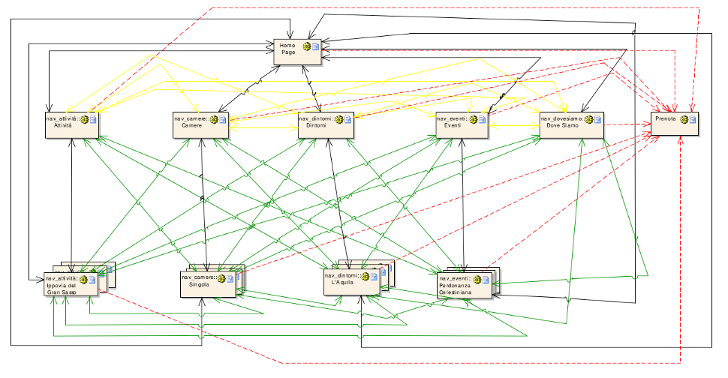 Home
Page
nav_attività::
Attività
nav_camere::
Camere
nav_dintorni::
Dintorni
nav_eventi::
Eventi
nav_dovesiamo::
Dove Siamo
Prenota
nav_attività::
Ippovia del
Gran Sasso
nav_camere::
Singola
nav_dintorni::
L'Aquila
nav_eventi::
Perdonanza
Celestiniana